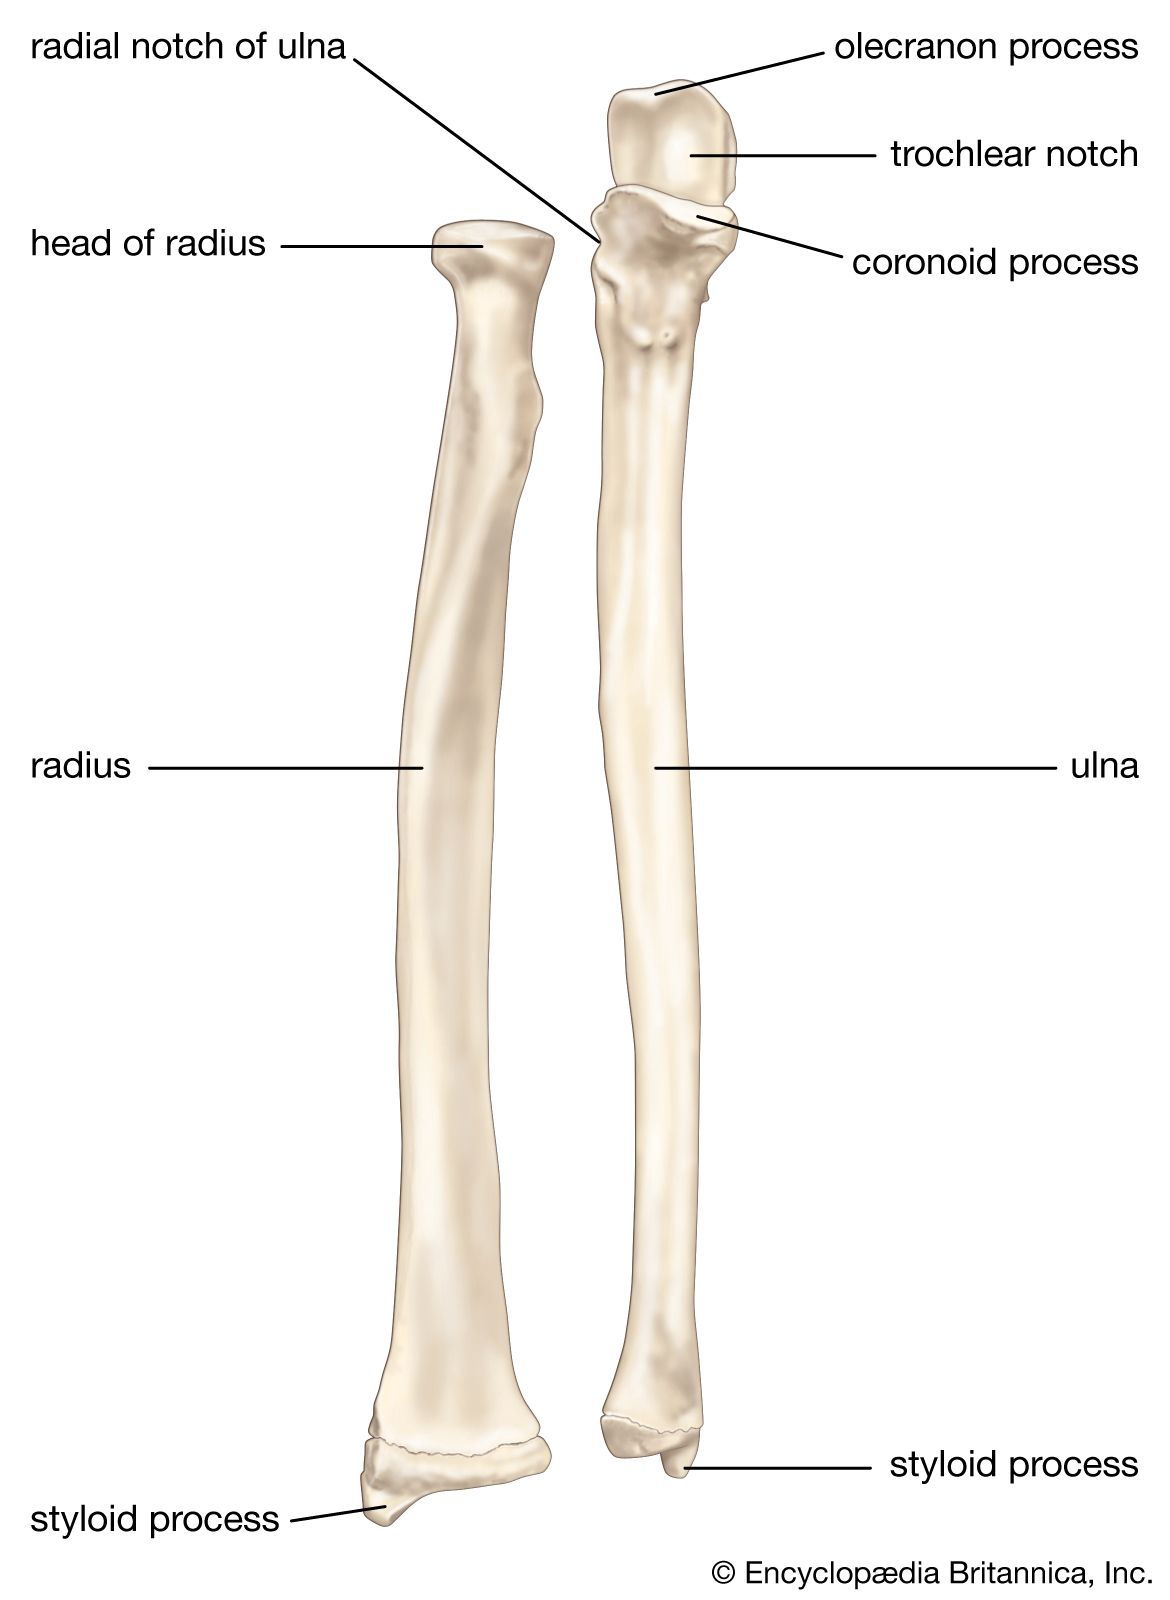 radial notch of ulna
olecranon process
trochlear notch
head of radius
coronoid process
radius
ulna
styloid process
styloid process
© Encyclopædia Britannica, Inc.